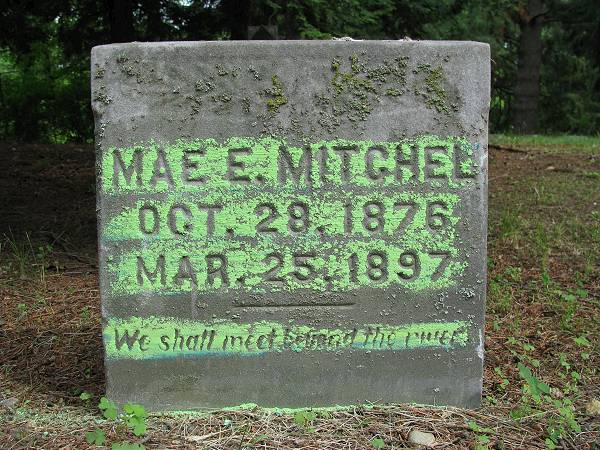 MAE E. MITCHEL
OCT. 28. 1876
MAR. 25. 1897
We shall meet beyond the river